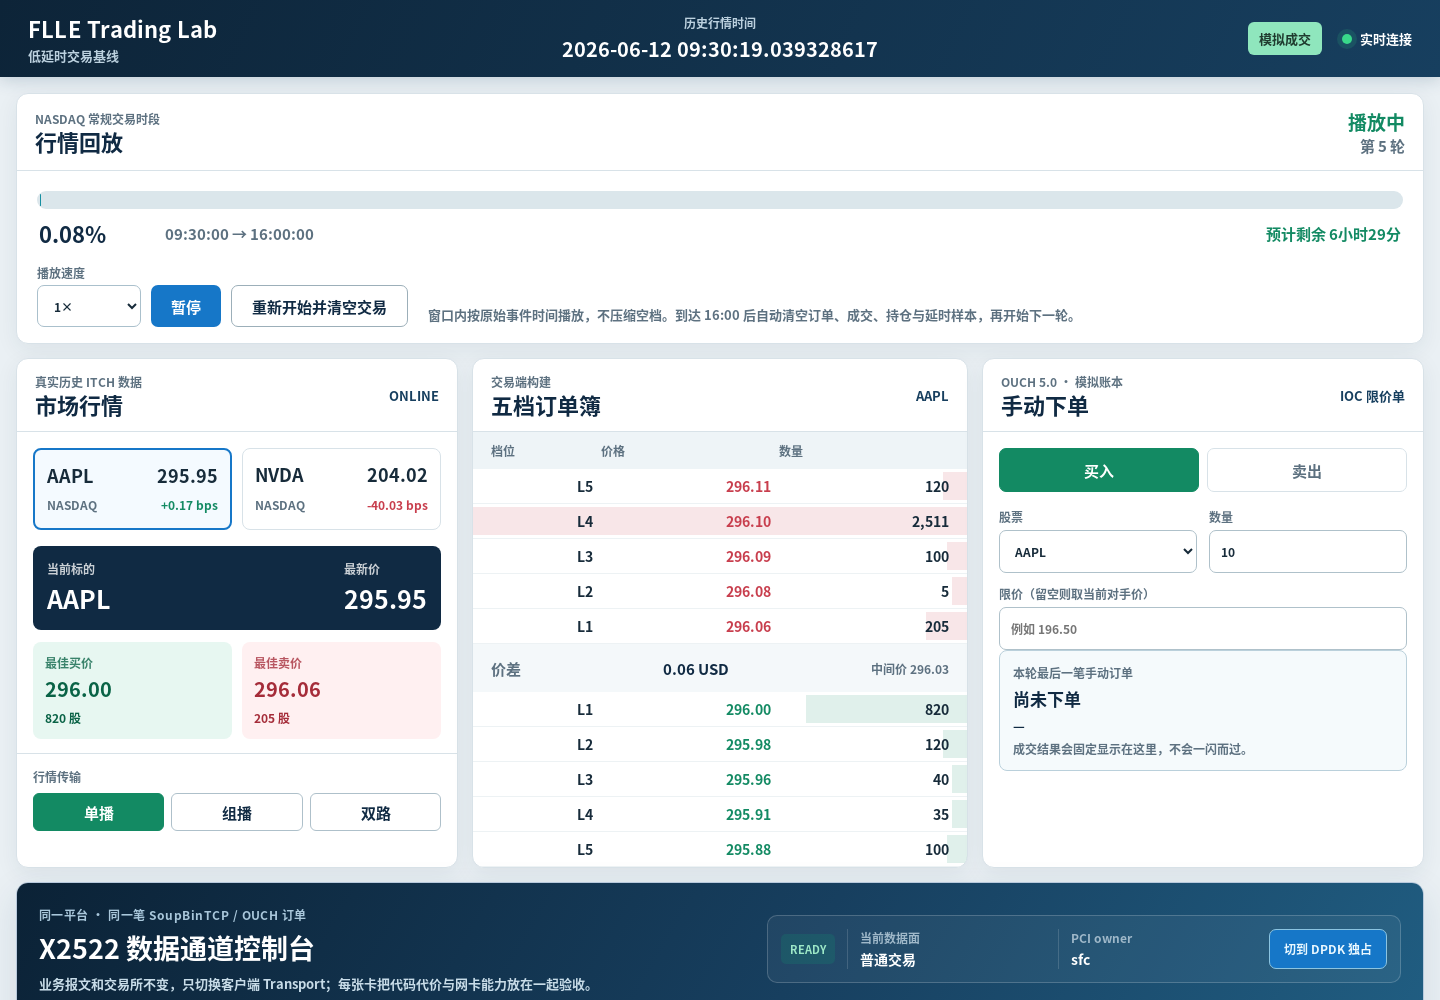 FLLE Trading Lab
低延时交易基线
历史行情时间
2026-06-12 09:30:19.039328617
模拟成交
实时连接
NASDAQ 常规交易时段
行情回放
播放中
第 5 轮
0.08%
09:30:00 → 16:00:00
预计剩余 6小时29分
播放速度
1×
暂停
重新开始并清空交易
窗口内按原始事件时间播放，不压缩空档。到达 16:00 后自动清空订单、成交、持仓与延时样本，再开始下一轮。
真实历史 ITCH 数据
市场行情
ONLINE
AAPL 295.95
NASDAQ +0.17 bps
NVDA 204.02
NASDAQ -40.03 bps
当前标的 最新价
AAPL 295.95
最佳买价
296.00
820 股
最佳卖价
296.06
205 股
行情传输
单播 组播 双路
交易端构建
五档订单簿
AAPL
档位 价格 数量
L5 296.11 120
L4 296.10 2,511
L3 296.09 100
L2 296.08 5
L1 296.06 205
价差 0.06 USD 中间价 296.03
L1 296.00 820
L2 295.98 120
L3 295.96 40
L4 295.91 35
L5 295.88 100
OUCH 5.0 · 模拟账本
手动下单
IOC 限价单
买入 卖出
股票 数量
AAPL 10
限价（留空则取当前对手价）
例如 196.50
本轮最后一笔手动订单
尚未下单
—
成交结果会固定显示在这里，不会一闪而过。
同一平台 · 同一笔 SoupBinTCP / OUCH 订单
X2522 数据通道控制台
业务报文和交易所不变，只切换客户端 Transport；每张卡把代码代价与网卡能力放在一起验收。
READY
当前数据面
普通交易
PCI owner
sfc
切到 DPDK 独占